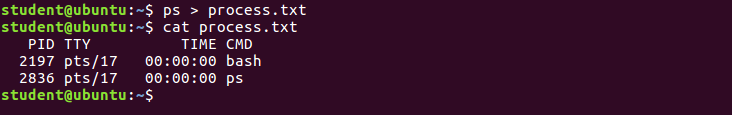 student@ubuntu:~$ ps > process.txt
student@ubuntu:~$ cat process.txt
   PID TTY          TIME CMD
  2197 pts/17   00:00:00 bash
  2836 pts/17   00:00:00 ps
student@ubuntu:~$